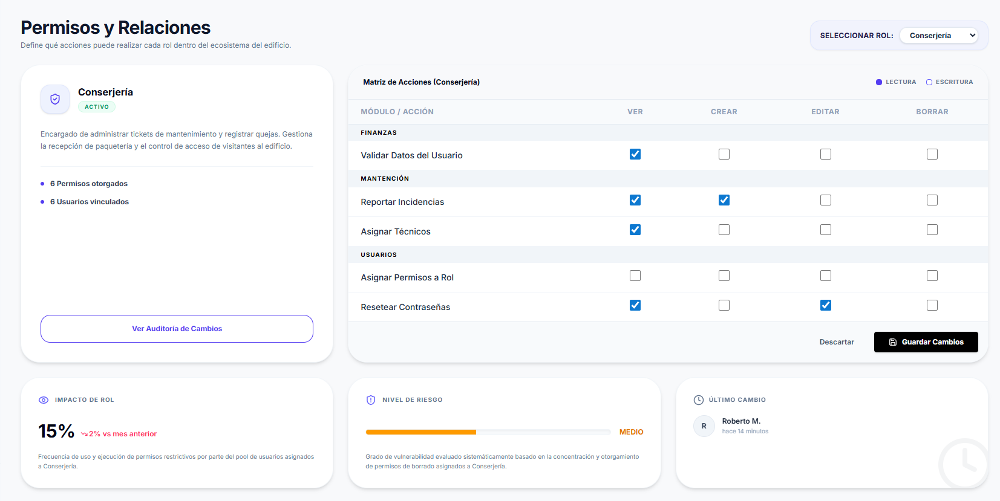 Permisos y Relaciones
Define qué acciones puede realizar cada rol dentro del ecosistema del edificio.
SELECCIONAR ROL: Conserjería
Conserjería
ACTIVO
Encargado de administrar tickets de mantenimiento y registrar quejas. Gestiona
la recepción de paquetería y el control de acceso de visitantes al edificio.
6 Permisos otorgados
6 Usuarios vinculados
Ver Auditoría de Cambios
Matriz de Acciones (Conserjería)
LECTURA ESCRITURA
MÓDULO / ACCIÓN VER CREAR EDITAR BORRAR
FINANZAS
Validar Datos del Usuario
MANTENCIÓN
Reportar Incidencias
Asignar Técnicos
USUARIOS
Asignar Permisos a Rol
Resetear Contraseñas
Descartar Guardar Cambios
IMPACTO DE ROL
15% 2% vs mes anterior
Frecuencia de uso y ejecución de permisos restrictivos por parte del pool de usuarios asignados
a Conserjería.
NIVEL DE RIESGO
MEDIO
Grado de vulnerabilidad evaluado sistemáticamente basado en la concentración y otorgamiento
de permisos de borrado asignados a Conserjería.
ÚLTIMO CAMBIO
R
Roberto M.
hace 14 minutos